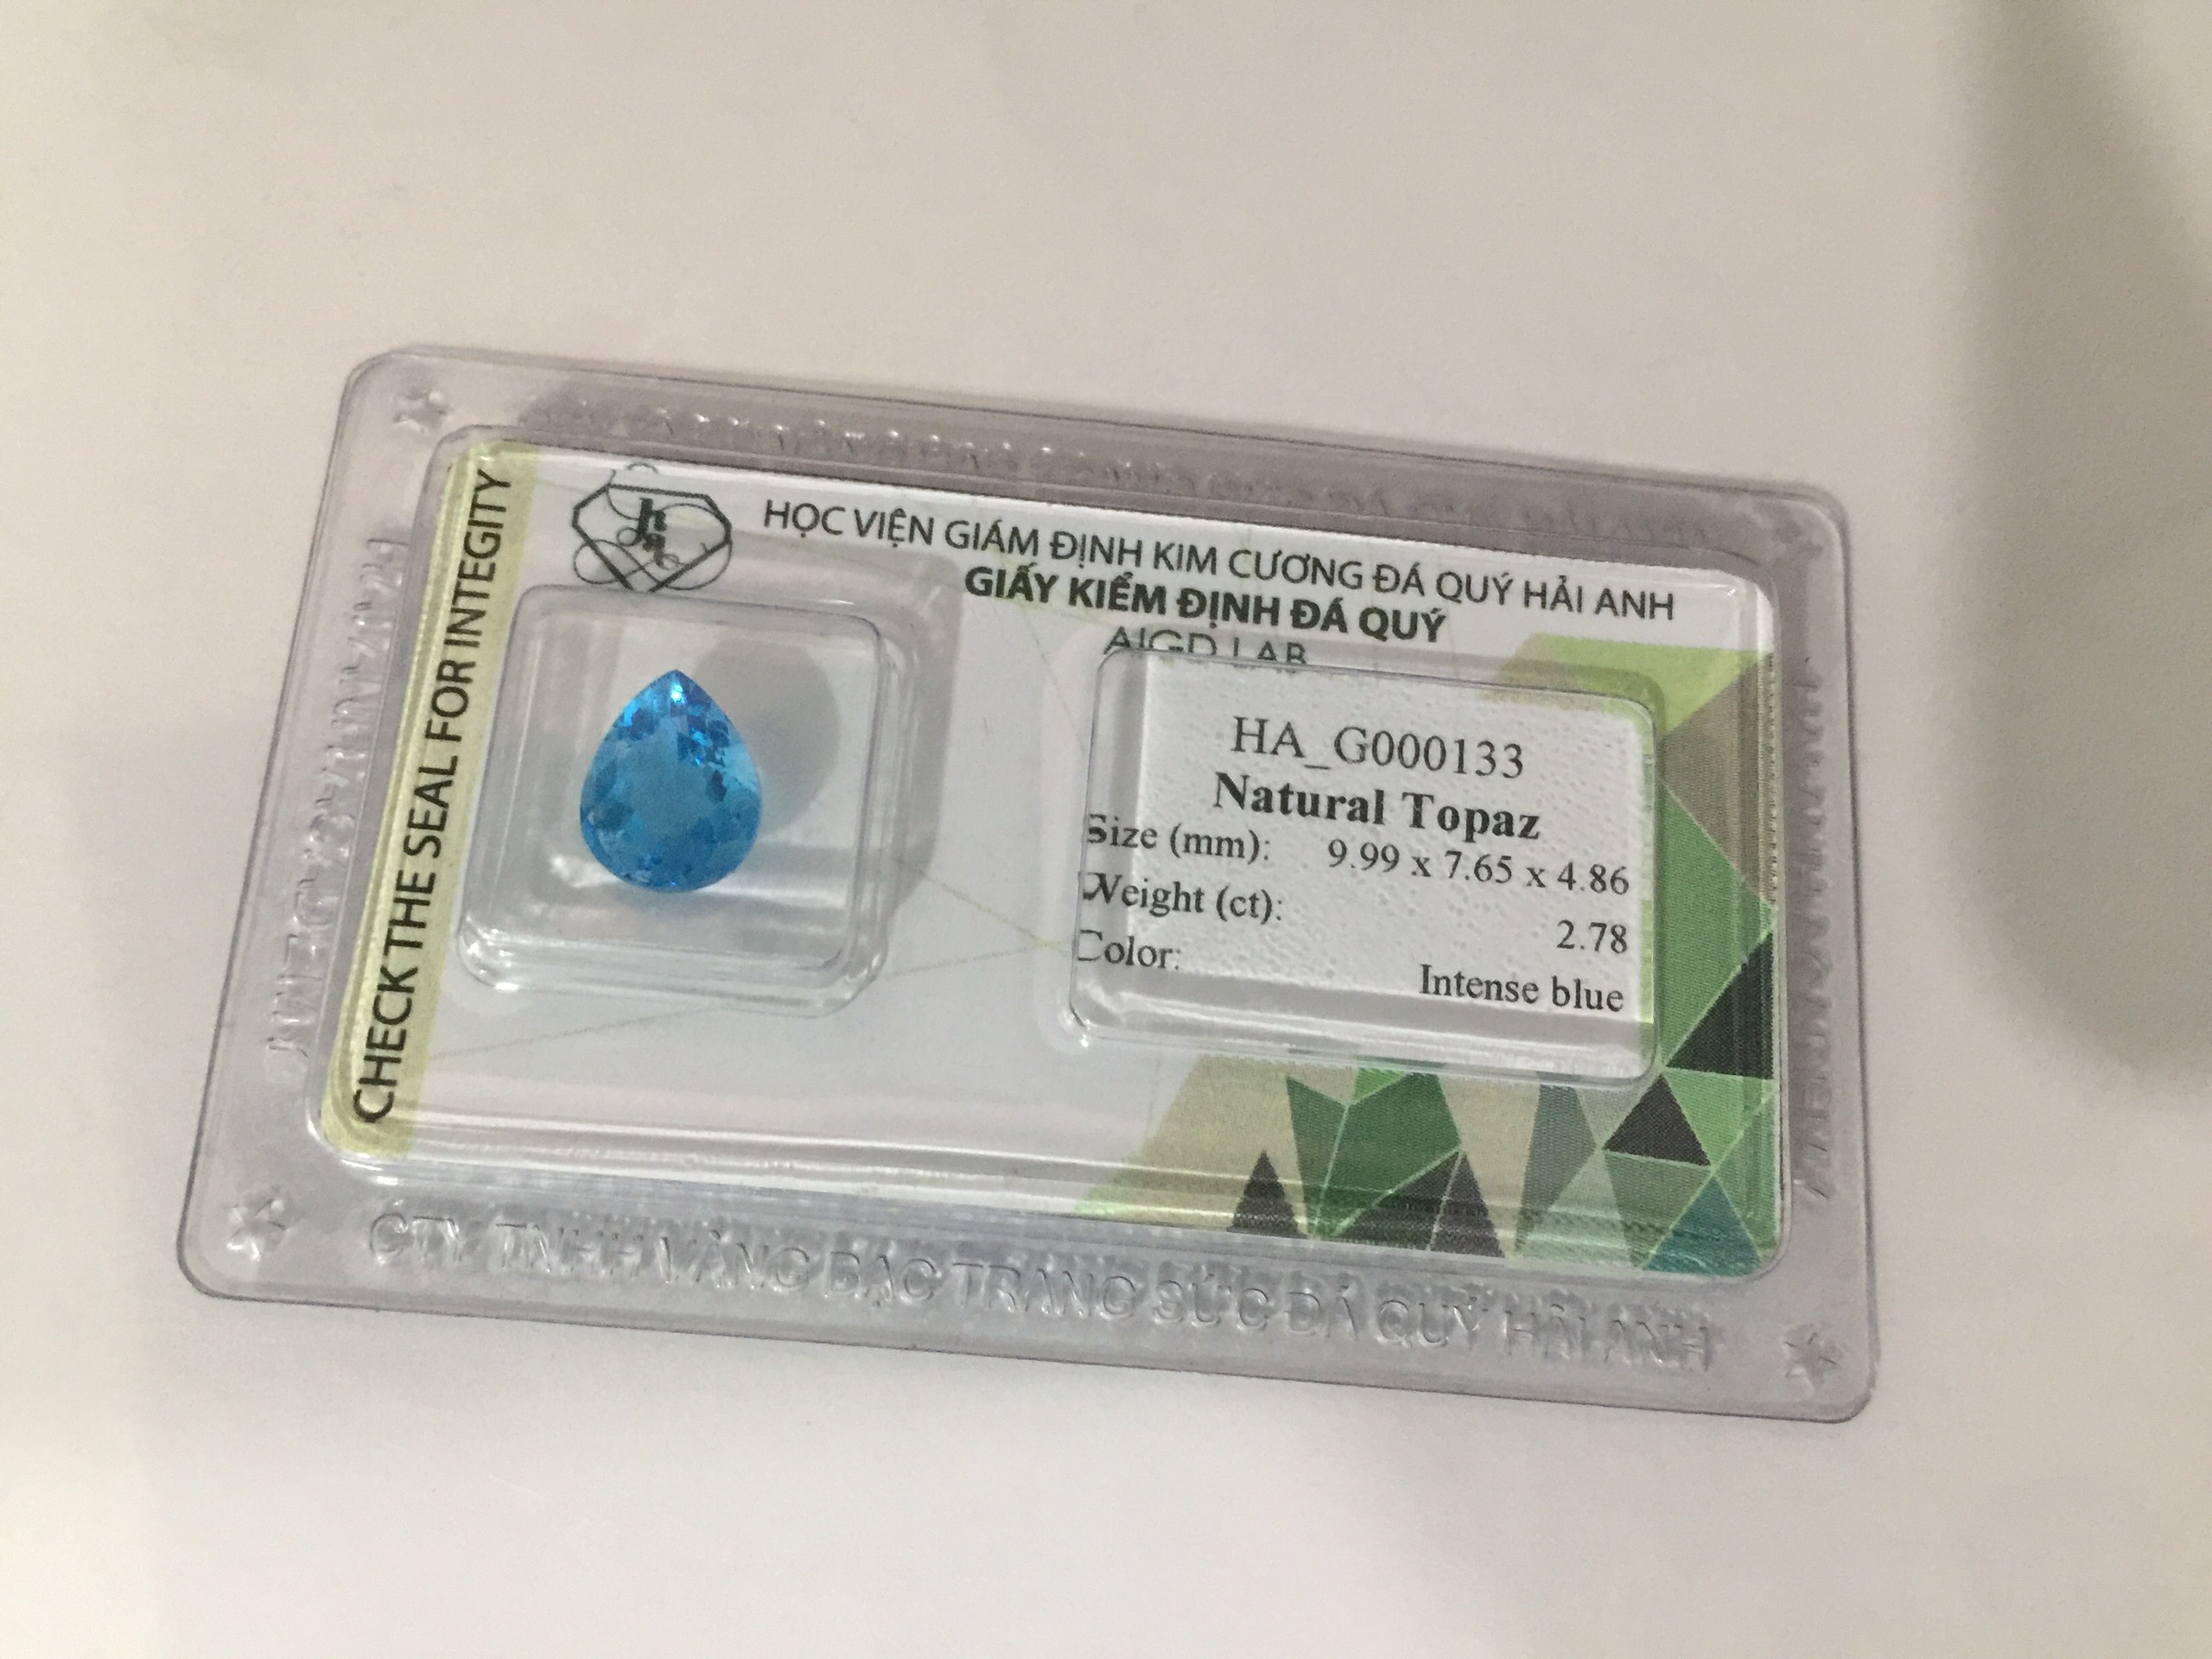 CHECK THE SEAL FOR INTEGITY
HỌC VIỆN GIÁM ĐỊNH KIM CƯƠNG ĐÁ QUÝ HẢI ANH
GIẤY KIỂM ĐỊNH ĐÁ QUÝ
AIGD LAB
HA_G000133
Natural Topaz
Size (mm): 9.99 x 7.65 x 4.86
Weight (ct): 2.78
Color: Intense blue
CTY TNHH VÀNG BẠC TRANG SỨC ĐÁ QUÝ HẢI ANH